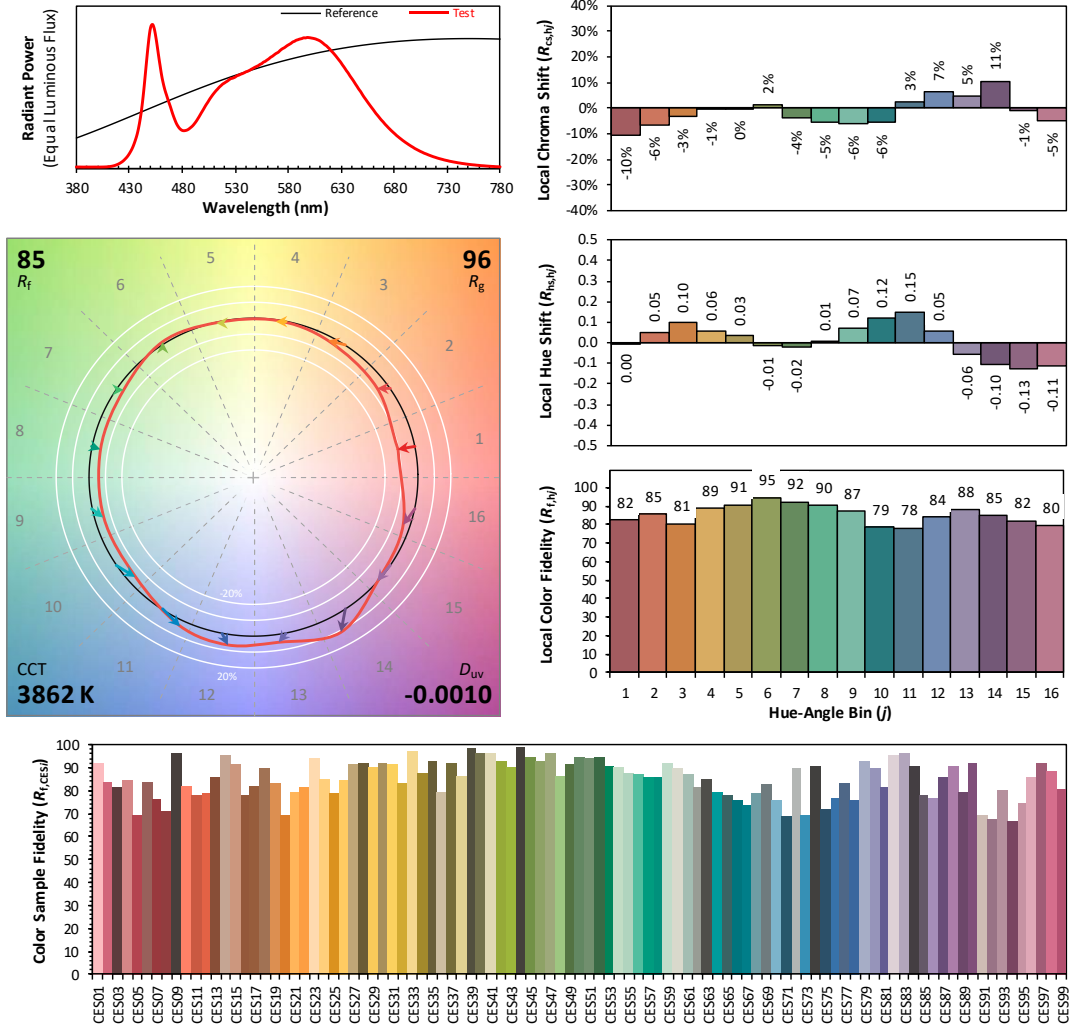 Radiant Power
(Equal Luminous Flux)
Reference
Test
380 430 480 530 580 630 680 730 780
Wavelength (nm)
Local Chroma Shift (Rcs,hj)
40%
30%
20%
10%
0%
-10%
-20%
-30%
-40%
-10% -6% -3% -1% 0% 2% -4% -5% -6% -6% 3% 7% 5% 11% -1% -5%
85
Rf
96
Rg
5 4
6 3
7 2
8 1
9 16
10 15
11 14
12 13
-20%
20%
CCT
3862 K
Duv
-0.0010
Local Hue Shift (Rhs,hj)
0.5
0.4
0.3
0.2
0.1
0.0
-0.1
-0.2
-0.3
-0.4
-0.5
0.00 0.05 0.10 0.06 0.03 -0.01 -0.02 0.01 0.07 0.12 0.15 0.05 -0.06 -0.10 -0.13 -0.11
Local Color Fidelity (Rf,hj)
100
90
80
70
60
50
40
30
20
10
0
82 85 81 89 91 95 92 90 87 79 78 84 88 85 82 80
1 2 3 4 5 6 7 8 9 10 11 12 13 14 15 16
Hue-Angle Bin (j)
Color Sample Fidelity (Rf,CESi)
100
90
80
70
60
50
40
30
20
10
0
CES01 CES03 CES05 CES07 CES09 CES11 CES13 CES15 CES17 CES19 CES21 CES23 CES25 CES27 CES29 CES31 CES33 CES35 CES37 CES39 CES41 CES43 CES45 CES47 CES49 CES51 CES53 CES55 CES57 CES59 CES61 CES63 CES65 CES67 CES69 CES71 CES73 CES75 CES77 CES79 CES81 CES83 CES85 CES87 CES89 CES91 CES93 CES95 CES97 CES99